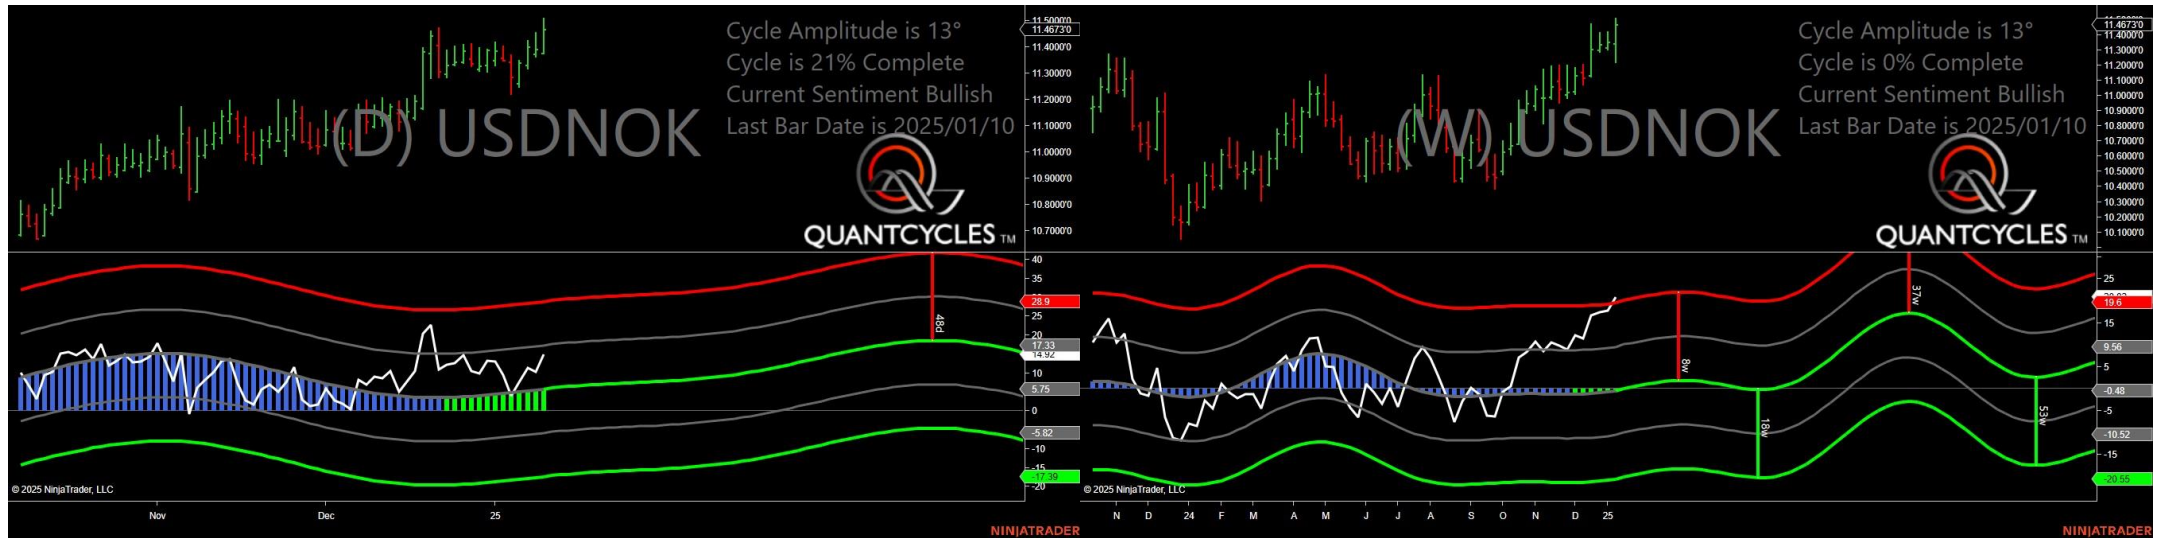 Cycle Amplitude is 13°
Cycle is 21% Complete
Current Sentiment Bullish
Last Bar Date is 2025/01/10
(D) USDNOK
QUANTCYCLES TM
11.5000'0
11.4673'0
11.4000'0
11.3000'0
11.2000'0
11.1000'0
11.0000'0
10.9000'0
10.8000'0
10.7000'0
40
35
28.9
25
20
17.33
14.92
10
5.75
0
-5.82
-10
-15
-17.39
-20
48d
© 2025 NinjaTrader, LLC
Nov Dec 25
NINJATRADER
Cycle Amplitude is 13°
Cycle is 0% Complete
Current Sentiment Bullish
Last Bar Date is 2025/01/10
(W) USDNOK
QUANTCYCLES TM
11.4673'0
11.4000'0
11.3000'0
11.2000'0
11.1000'0
11.0000'0
10.9000'0
10.8000'0
10.7000'0
10.6000'0
10.5000'0
10.4000'0
10.3000'0
10.2000'0
10.1000'0
25
19.6
15
9.56
5
-0.48
-5
-10.52
-15
-20.55
8w
18w
37w
53w
© 2025 NinjaTrader, LLC
N D 24 F M A M J J A S O N D 25
NINJATRADER